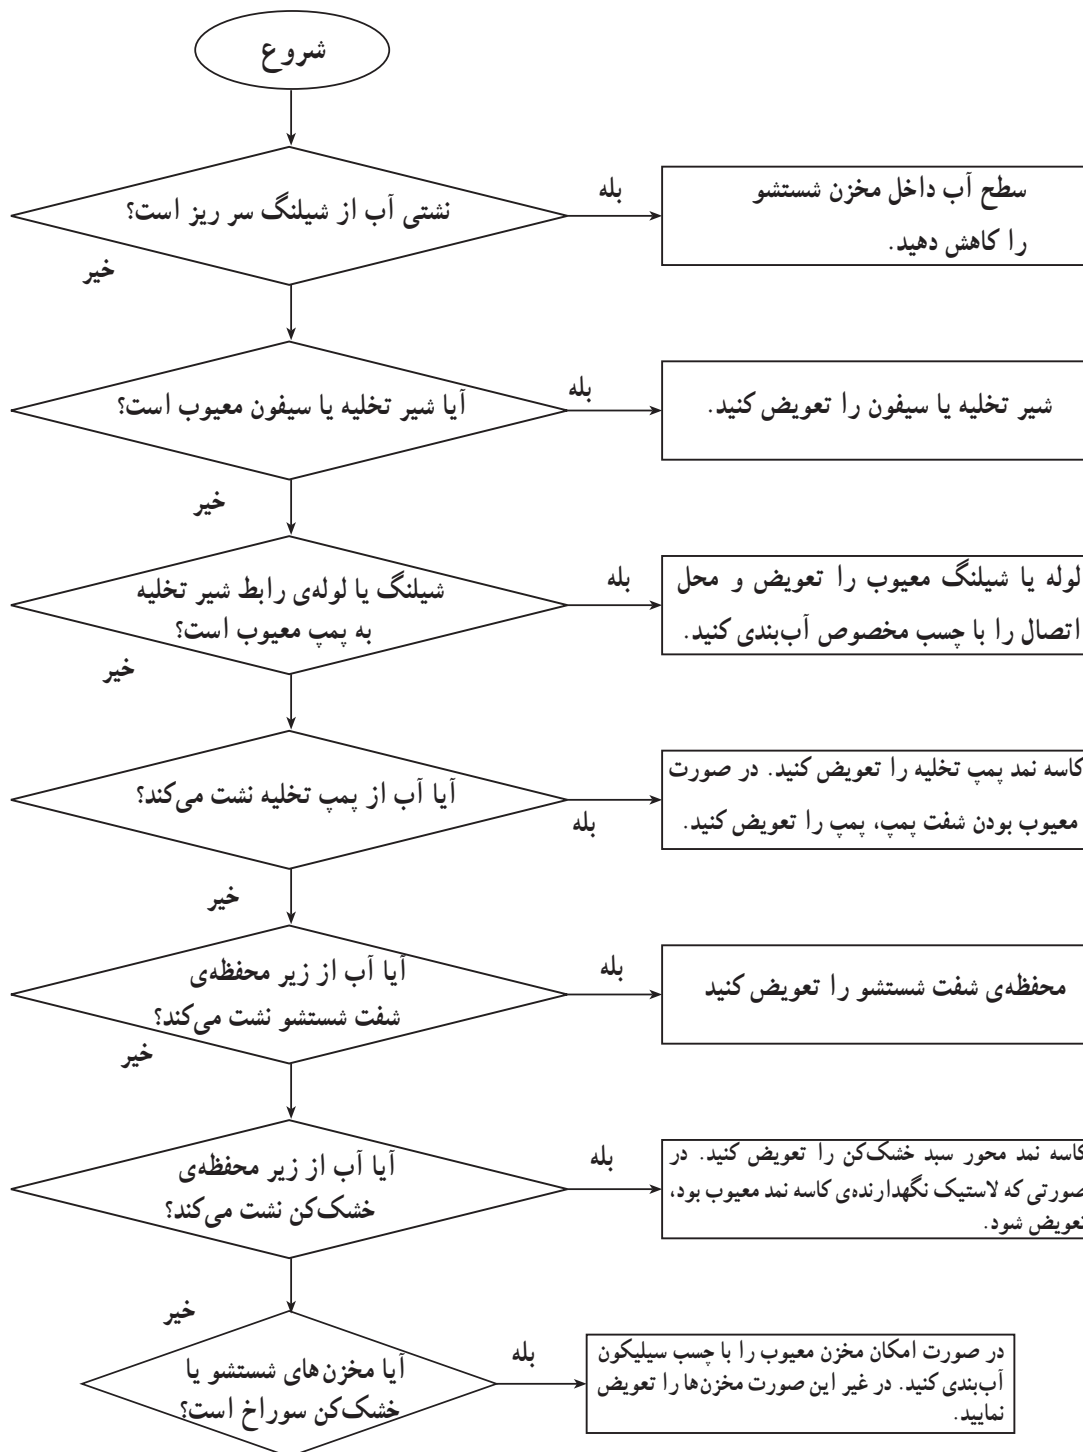 شروع
نشتی آب از شیلنگ سر ریز است؟
بله
سطح آب داخل مخزن شستشو
را کاهش دهید.
خیر
آیا شیر تخلیه یا سیفون معیوب است؟
بله
شیر تخلیه یا سیفون را تعویض کنید.
خیر
شیلنگ یا لوله‌ی رابط شیر تخلیه
به پمپ معیوب است؟
بله
لوله یا شیلنگ معیوب را تعویض و محل
اتصال را با چسب مخصوص آب‌بندی کنید.
خیر
آیا آب از پمپ تخلیه نشت می‌کند؟
بله
کاسه نمد پمپ تخلیه را تعویض کنید. در صورت
معیوب بودن شفت پمپ، پمپ را تعویض کنید.
خیر
آیا آب از زیر محفظه‌ی
شفت شستشو نشت می‌کند؟
بله
محفظه‌ی شفت شستشو را تعویض کنید
خیر
آیا آب از زیر محفظه‌ی
خشک‌کن نشت می‌کند؟
بله
کاسه نمد محور سبد خشک‌کن را تعویض کنید. در
صورتی که لاستیک نگهدارنده‌ی کاسه نمد معیوب بود،
تعویض شود.
خیر
آیا مخزن‌های شستشو یا
خشک‌کن سوراخ است؟
بله
در صورت امکان مخزن معیوب را با چسب سیلیکون
آب‌بندی کنید. در غیر این صورت مخزن‌ها را تعویض
نمایید.